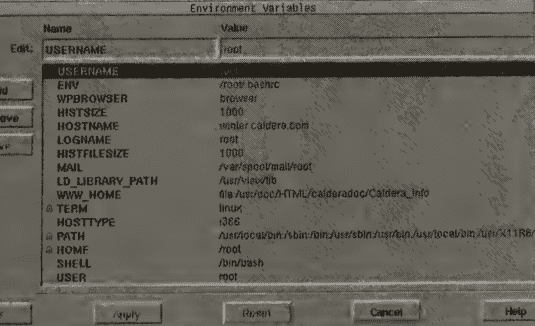 Environment Variables
Name Value
Edit: USERNAME root
USERNAME
ENV /root/.bashrc
WPBROWSER browser
HISTSIZE 1000
HOSTNAME winter.caldera.com
LOGNAME root
HISTFILESIZE 1000
MAIL /var/spool/mail/root
LD_LIBRARY_PATH
WWW_HOME file:/usr/doc/HTML/calderadoc/Caldera_Info
TERM linux
HOSTTYPE i386
PATH /usr/local/bin:/sbin:/bin:/usr/sbin:/usr/bin:/usr/local/bin:/usr/X11R6/
HOME /root
SHELL /bin/bash
USER root
Apply Reset Cancel Help